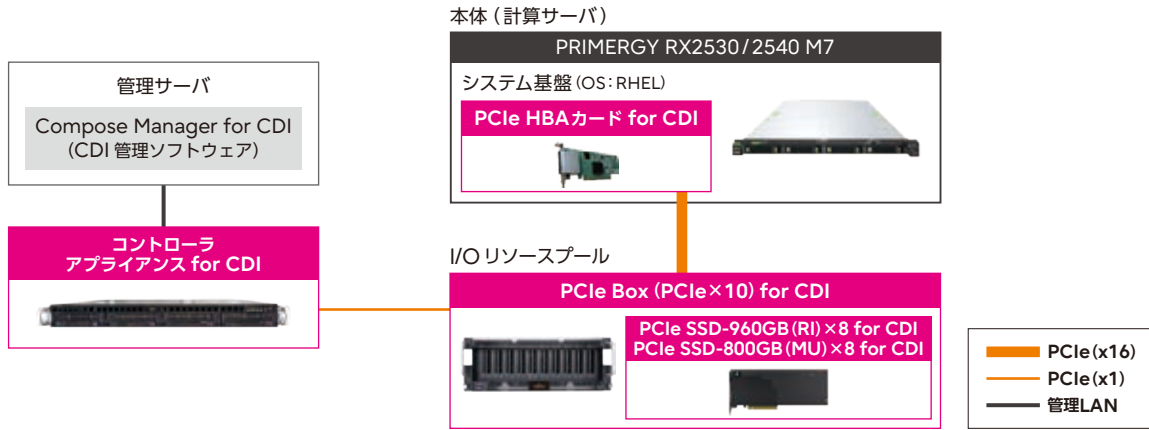 本体（計算サーバ）
PRIMERGY RX2530/2540 M7
システム基盤(OS：RHEL)
PCIe HBAカード for CDI
管理サーバ
Compose Manager for CDI
(CDI 管理ソフトウェア)
コントローラ
アプライアンス for CDI
I/Oリソースプール
PCIe Box (PCIe×10) for CDI
PCIe SSD-960GB(RI)×8 for CDI
PCIe SSD-800GB(MU)×8 for CDI
PCIe(x16)
PCIe(x1)
管理LAN